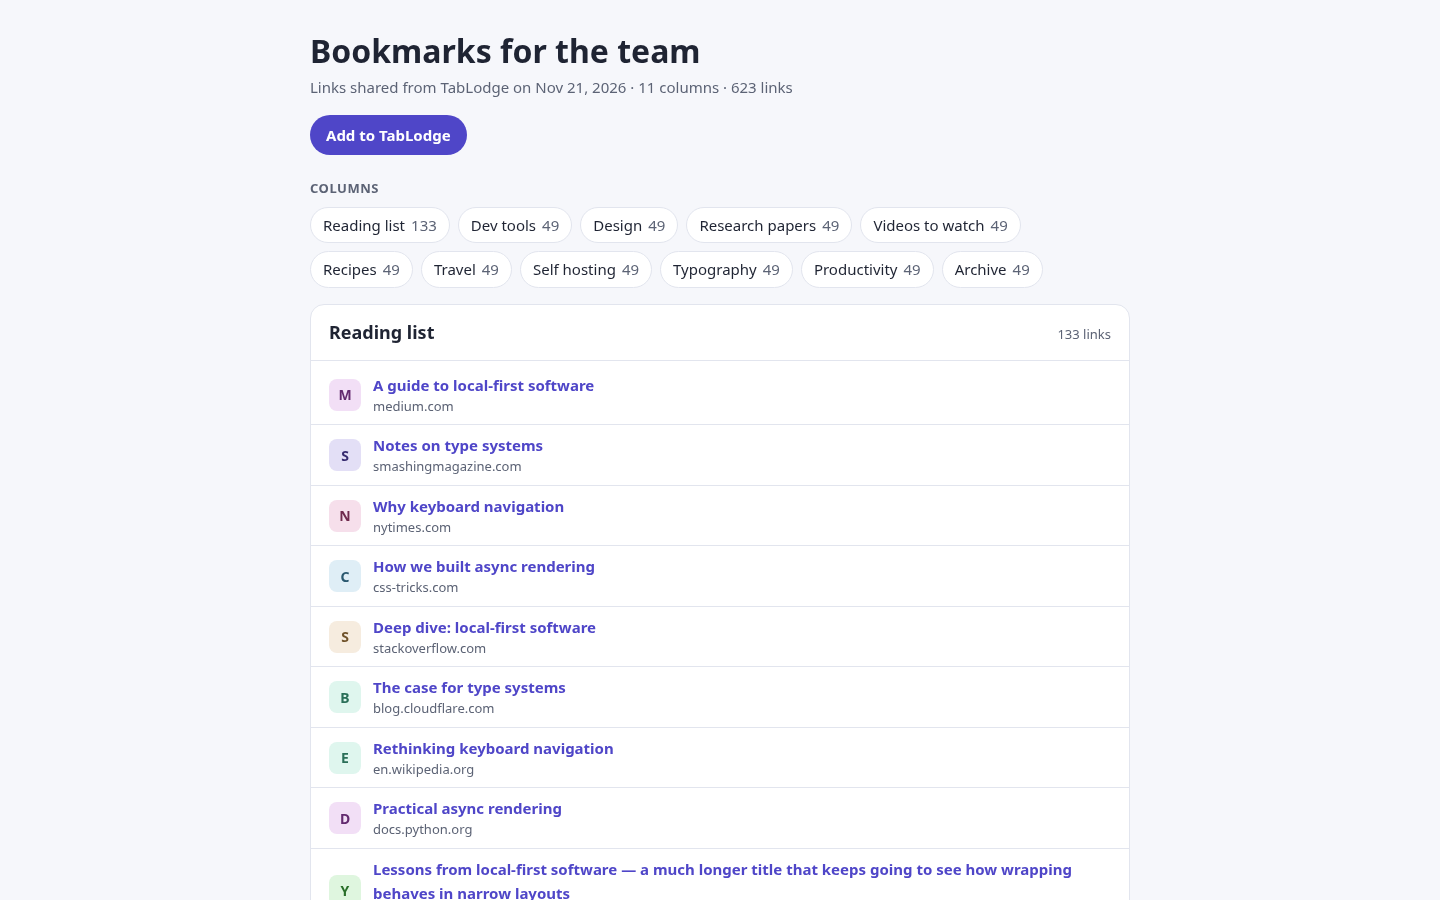 Bookmarks for the team
Links shared from TabLodge on Nov 21, 2026 · 11 columns · 623 links
Add to TabLodge
COLUMNS
Reading list 133 Dev tools 49 Design 49 Research papers 49 Videos to watch 49
Recipes 49 Travel 49 Self hosting 49 Typography 49 Productivity 49 Archive 49
Reading list 133 links
M A guide to local-first software
medium.com
S Notes on type systems
smashingmagazine.com
N Why keyboard navigation
nytimes.com
C How we built async rendering
css-tricks.com
S Deep dive: local-first software
stackoverflow.com
B The case for type systems
blog.cloudflare.com
E Rethinking keyboard navigation
en.wikipedia.org
D Practical async rendering
docs.python.org
Y Lessons from local-first software — a much longer title that keeps going to see how wrapping
behaves in narrow layouts